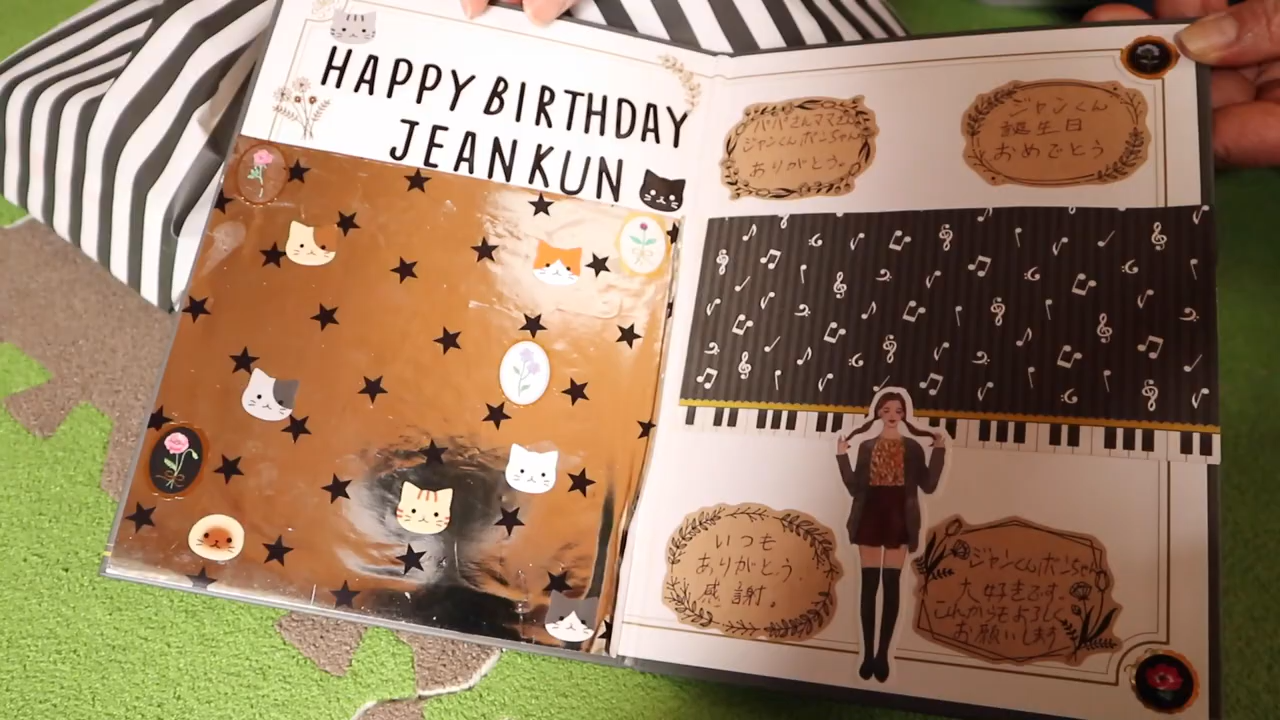 HAPPY BIRTHDAY
JEANKUN
パパさんママさん
ジャンくんポンちゃん
ありがとう。
ジャンくん
誕生日
おめでとう
いつも
ありがとう。
感謝。
ジャンくんポンちゃん
大好きです。
これからもよろしく
お願いします